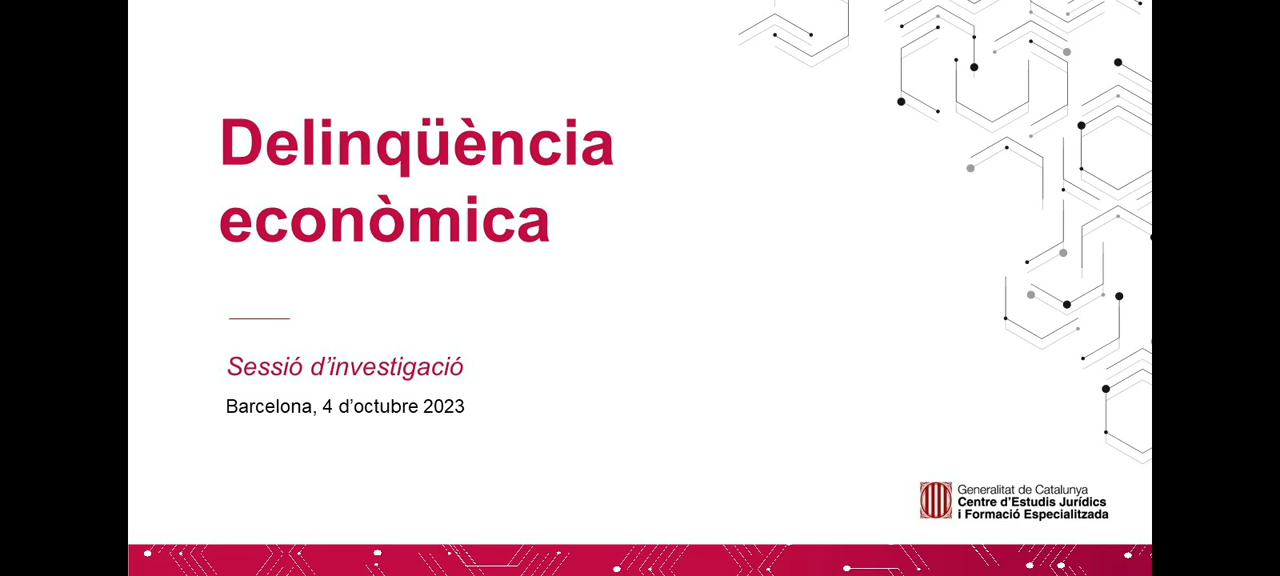 Delinqüència
econòmica
Sessió d’investigació
Barcelona, 4 d’octubre 2023
Generalitat de Catalunya
Centre d’Estudis Jurídics
i Formació Especialitzada